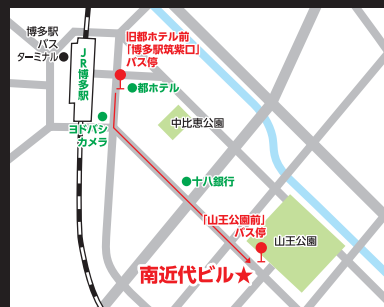 博多駅
バス
ターミナル
JR博多駅
旧都ホテル前
「博多駅筑紫口」
バス停
都ホテル
ヨドバシ
カメラ
中比恵公園
十八銀行
「山王公園前」
バス停
山王公園
南近代ビル★